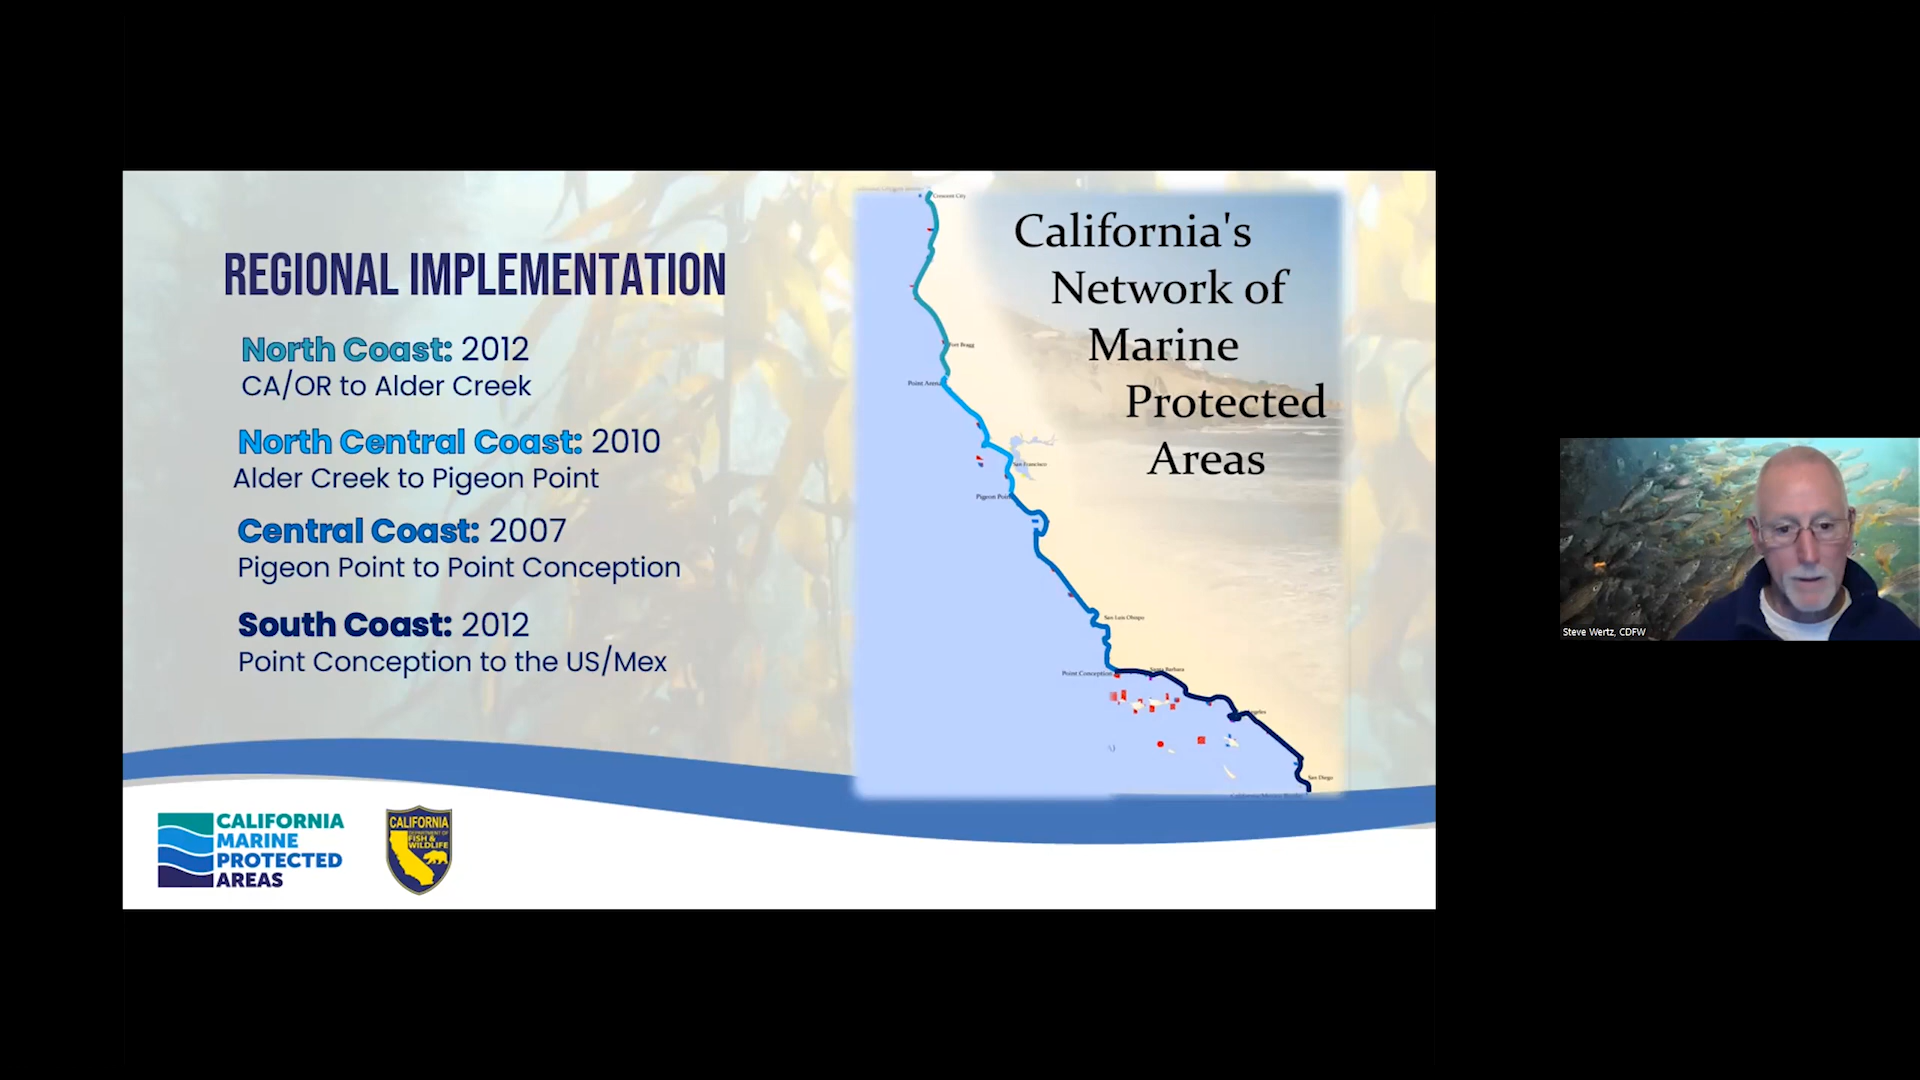 REGIONAL IMPLEMENTATION
North Coast: 2012
CA/OR to Alder Creek
North Central Coast: 2010
Alder Creek to Pigeon Point
Central Coast: 2007
Pigeon Point to Point Conception
South Coast: 2012
Point Conception to the US/Mex
California's
Network of
Marine
Protected
Areas
Crescent City
Fort Bragg
Point Arena
San Francisco
Pigeon Point
San Luis Obispo
Point Conception
Santa Barbara
San Diego
CALIFORNIA
MARINE
PROTECTED
AREAS
CALIFORNIA
DEPARTMENT OF
FISH &
WILDLIFE
Steve Wertz, CDFW